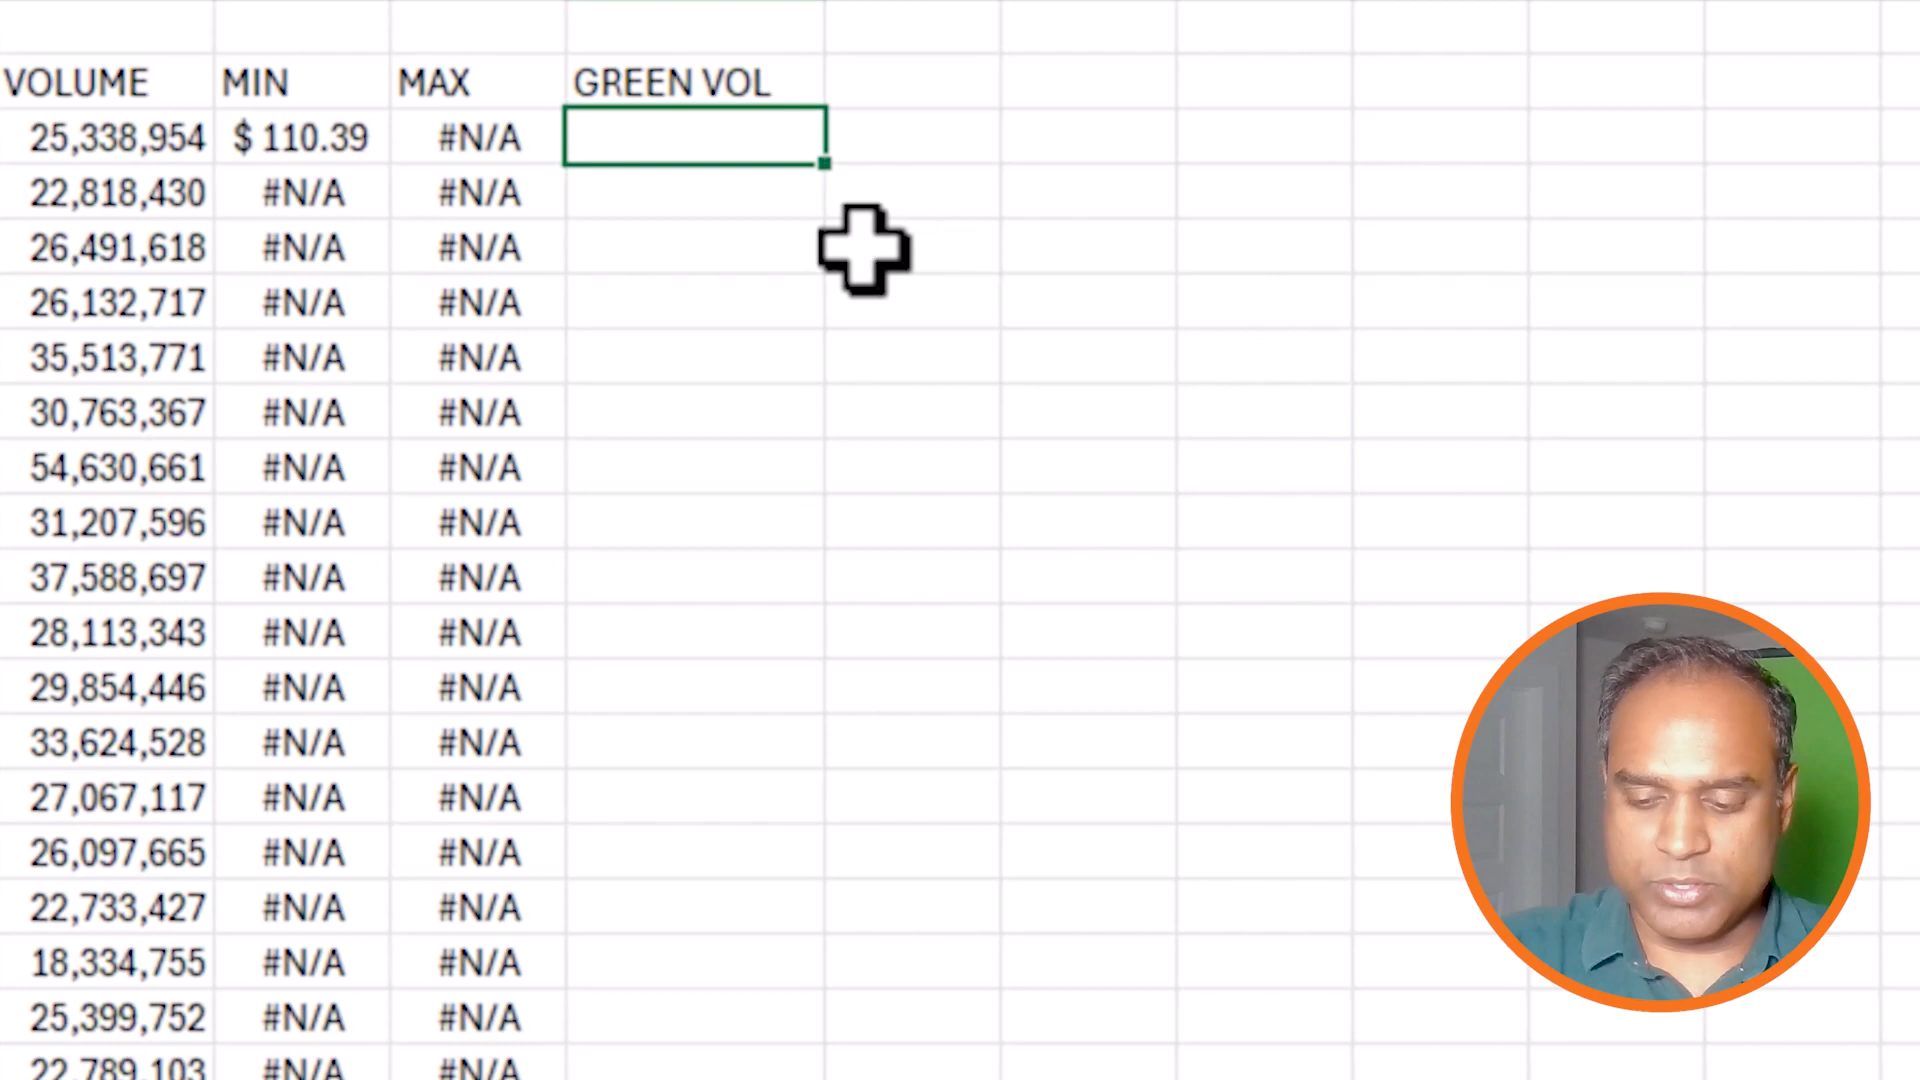 VOLUME MIN MAX GREEN VOL
25,338,954 $ 110.39 #N/A
22,818,430 #N/A #N/A
26,491,618 #N/A #N/A
26,132,717 #N/A #N/A
35,513,771 #N/A #N/A
30,763,367 #N/A #N/A
54,630,661 #N/A #N/A
31,207,596 #N/A #N/A
37,588,697 #N/A #N/A
28,113,343 #N/A #N/A
29,854,446 #N/A #N/A
33,624,528 #N/A #N/A
27,067,117 #N/A #N/A
26,097,665 #N/A #N/A
22,733,427 #N/A #N/A
18,334,755 #N/A #N/A
25,399,752 #N/A #N/A
22,789,103 #N/A #N/A